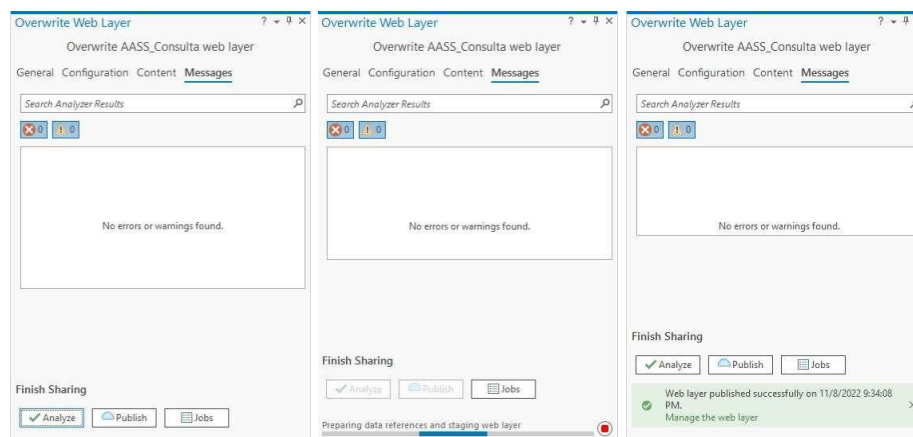 Overwrite Web Layer
Overwrite AASS_Consulta web layer
General Configuration Content Messages
Search Analyzer Results
0 0
No errors or warnings found.
Finish Sharing
Analyze Publish Jobs
Overwrite Web Layer
Overwrite AASS_Consulta web layer
General Configuration Content Messages
Search Analyzer Results
0 0
No errors or warnings found.
Finish Sharing
Analyze Publish Jobs
Preparing data references and staging web layer
Overwrite Web Layer
Overwrite AASS_Consulta web layer
General Configuration Content Messages
Search Analyzer Results
0 0
No errors or warnings found.
Finish Sharing
Analyze Publish Jobs
Web layer published successfully on 11/8/2022 9:34:08
PM.
Manage the web layer